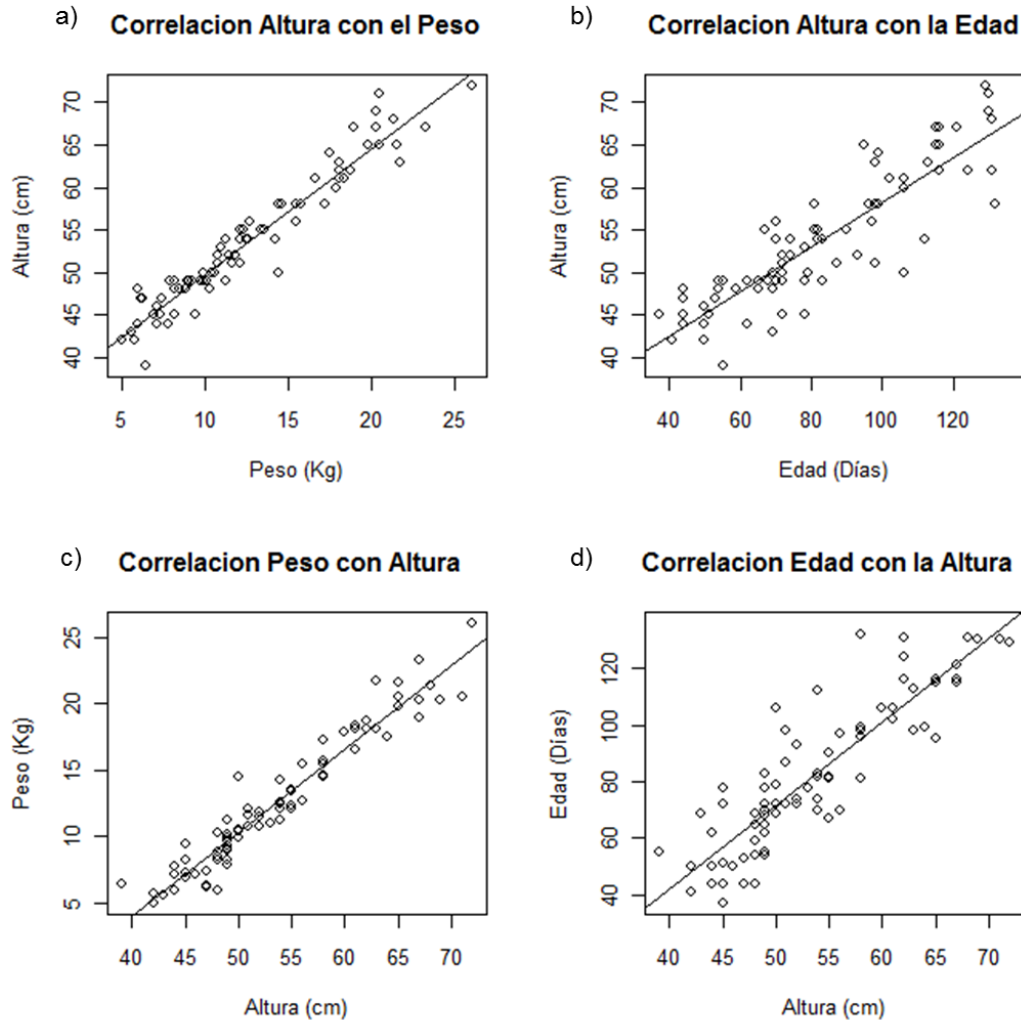 a) Correlacion Altura con el Peso
Altura (cm)
40 45 50 55 60 65 70
5 10 15 20 25
Peso (Kg)
b) Correlacion Altura con la Edad
Altura (cm)
40 45 50 55 60 65 70
40 60 80 100 120
Edad (Días)
c) Correlacion Peso con Altura
Peso (Kg)
5 10 15 20 25
40 45 50 55 60 65 70
Altura (cm)
d) Correlacion Edad con la Altura
Edad (Días)
40 60 80 100 120
40 45 50 55 60 65 70
Altura (cm)